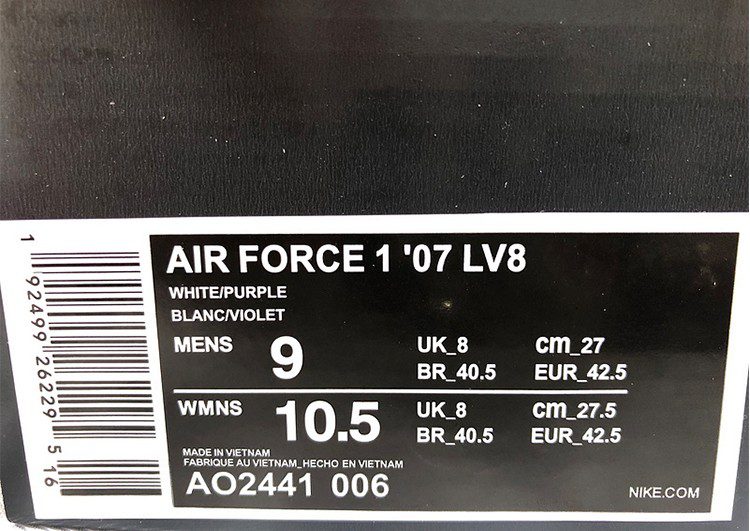 AIR FORCE 1 '07 LV8
WHITE/PURPLE
BLANC/VIOLET
MENS 9 UK_8 cm_27
BR_40.5 EUR_42.5
WMNS 10.5 UK_8 cm_27.5
BR_40.5 EUR_42.5
MADE IN VIETNAM
FABRIQUE AU VIETNAM_HECHO EN VIETNAM
AO2441 006
NIKE.COM
1 92499 26229 5 16